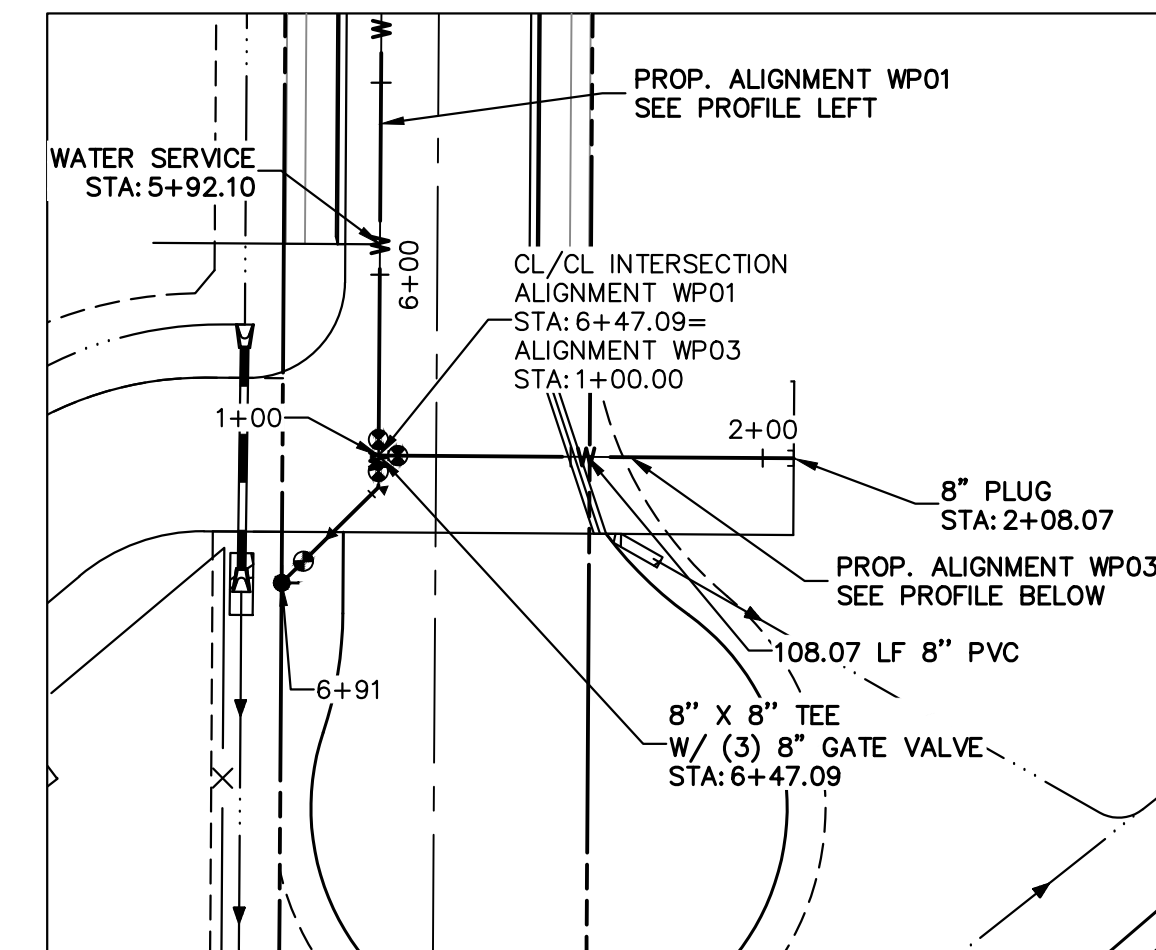 PROP. ALIGNMENT WP01
SEE PROFILE LEFT
WATER SERVICE
STA: 5+92.10
6+00
CL/CL INTERSECTION
ALIGNMENT WP01
STA: 6+47.09=
ALIGNMENT WP03
STA: 1+00.00
1+00
2+00
8" PLUG
STA: 2+08.07
PROP. ALIGNMENT WP03
SEE PROFILE BELOW
108.07 LF 8" PVC
6+91
8" X 8" TEE
W/ (3) 8" GATE VALVE
STA: 6+47.09
W
W
W